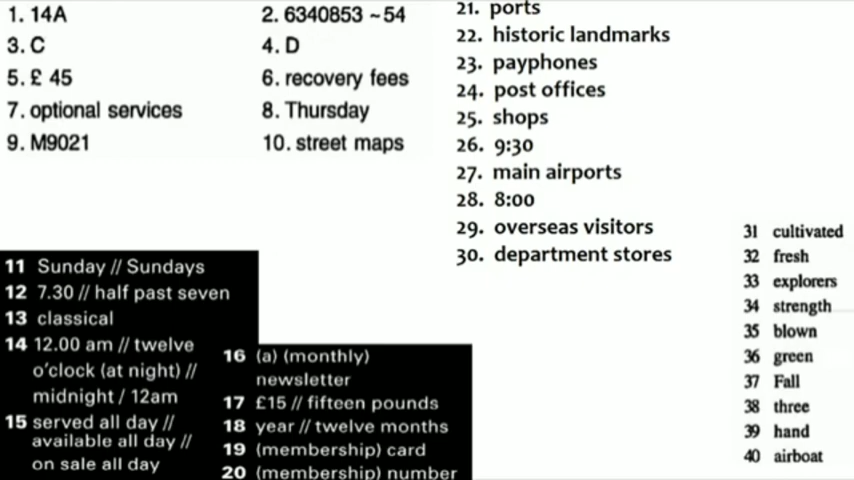 1. 14A
2. 6340853 ~ 54
3. C
4. D
5. £ 45
6. recovery fees
7. optional services
8. Thursday
9. M9021
10. street maps
11 Sunday // Sundays
12 7.30 // half past seven
13 classical
14 12.00 am // twelve
o'clock (at night) //
midnight / 12am
15 served all day //
available all day //
on sale all day
16 (a) (monthly)
newsletter
17 £15 // fifteen pounds
18 year // twelve months
19 (membership) card
20 (membership) number
21. ports
22. historic landmarks
23. payphones
24. post offices
25. shops
26. 9:30
27. main airports
28. 8:00
29. overseas visitors
30. department stores
31 cultivated
32 fresh
33 explorers
34 strength
35 blown
36 green
37 Fall
38 three
39 hand
40 airboat